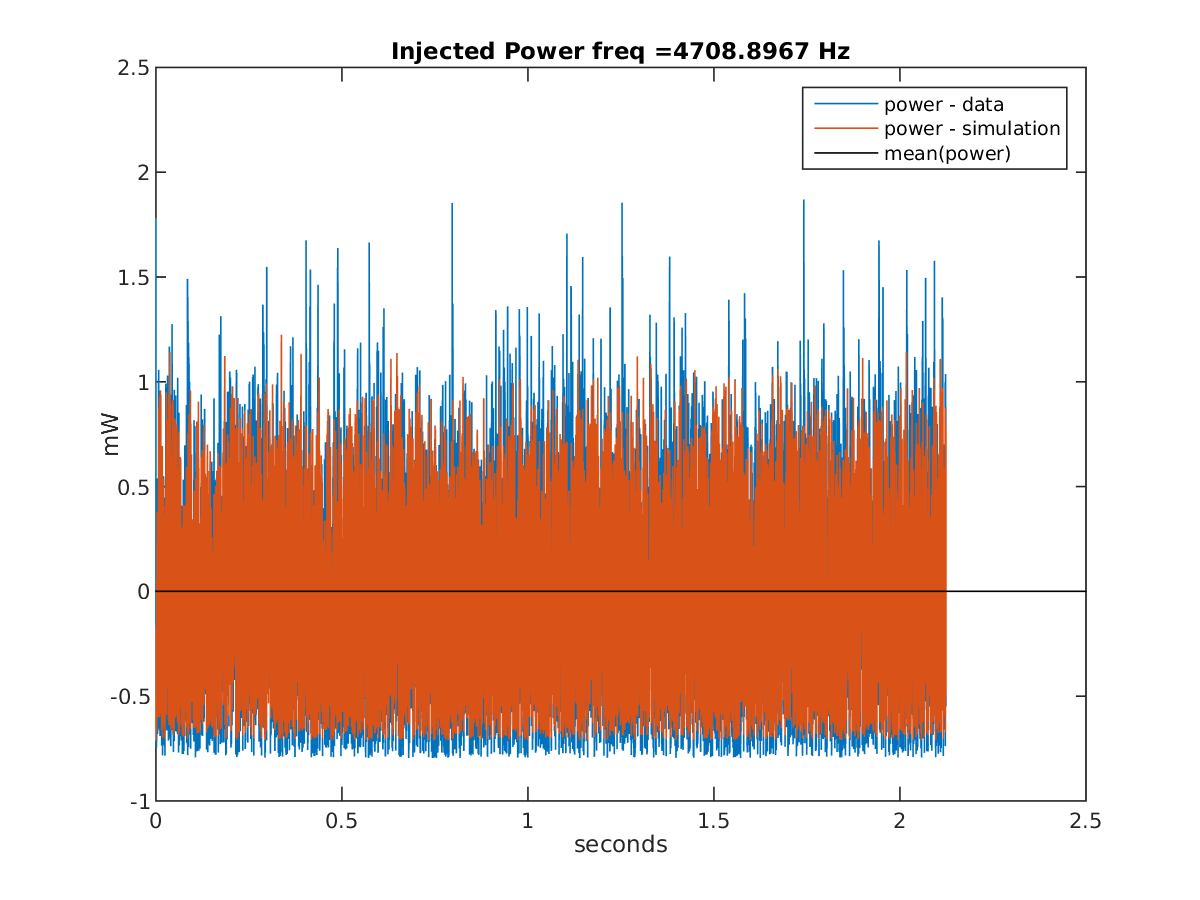 Injected Power freq =4708.8967 Hz
2.5
2
1.5
1
0.5
0
-0.5
-1
mW
power - data
power - simulation
mean(power)
0 0.5 1 1.5 2 2.5
seconds